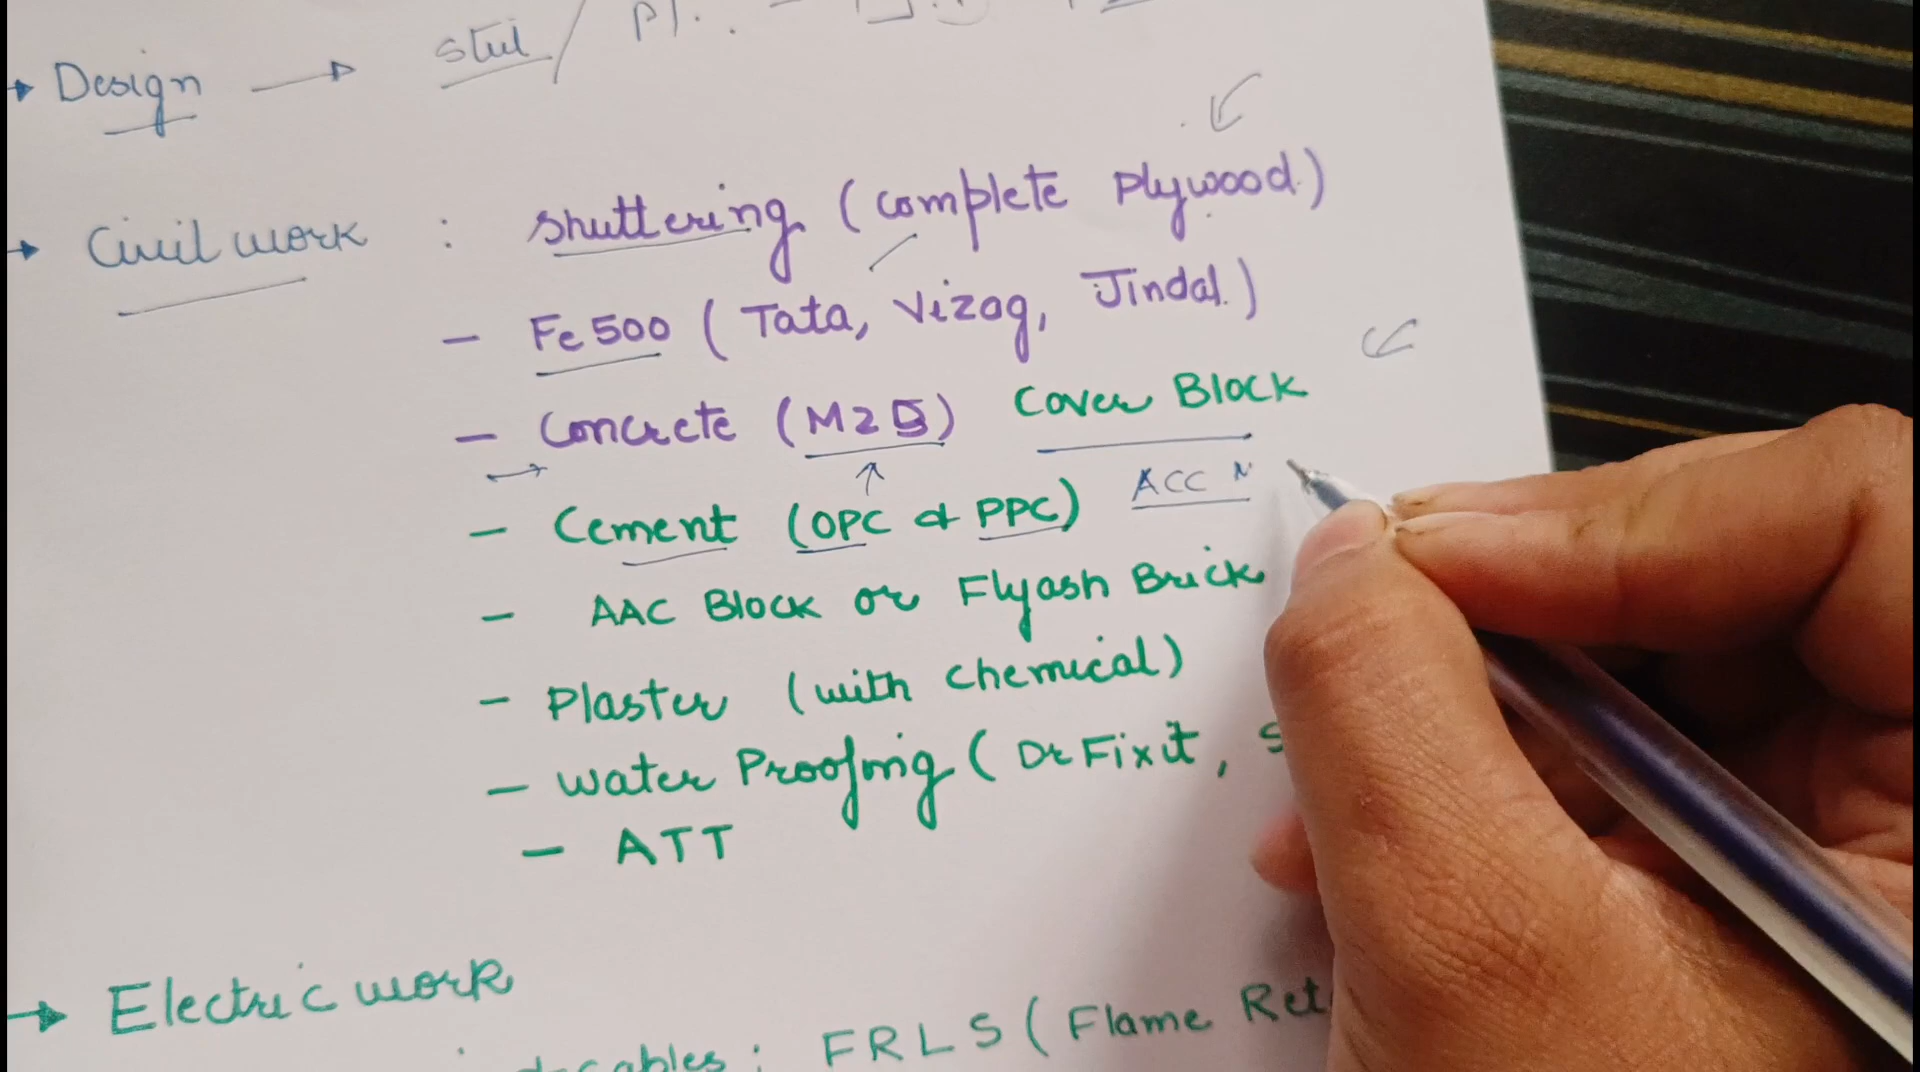 Design → steel /
→ Civil work : shuttering (complete plywood)
- Fe 500 (Tata, Vizag, Jindal)
- Concrete (M25) Cover Block
- Cement (OPC & PPC) ACC
- AAC Block or Flyash Brick
- Plaster (with chemical)
- Water Proofing (Dr Fixit,
- ATT
→ Electric work
cables : FRLS (Flame